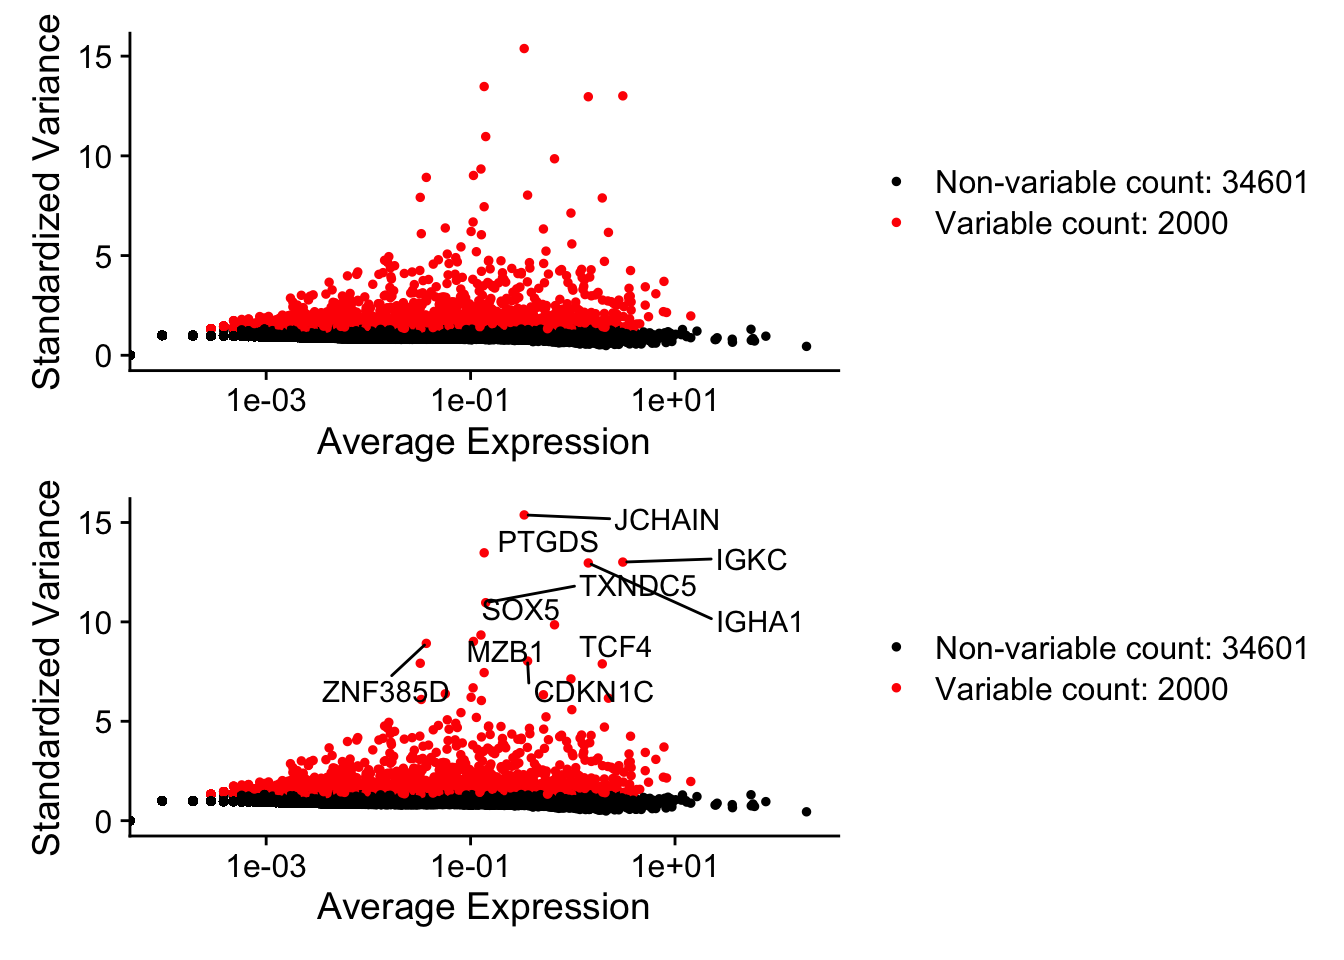 Standardized Variance
15
10
5
0
1e-03 1e-01 1e+01
Average Expression
Non-variable count: 34601
Variable count: 2000
Standardized Variance
15
10
5
0
JCHAIN
PTGDS
IGKC
TXNDC5
SOX5
IGHA1
MZB1
TCF4
ZNF385D
CDKN1C
1e-03 1e-01 1e+01
Average Expression
Non-variable count: 34601
Variable count: 2000